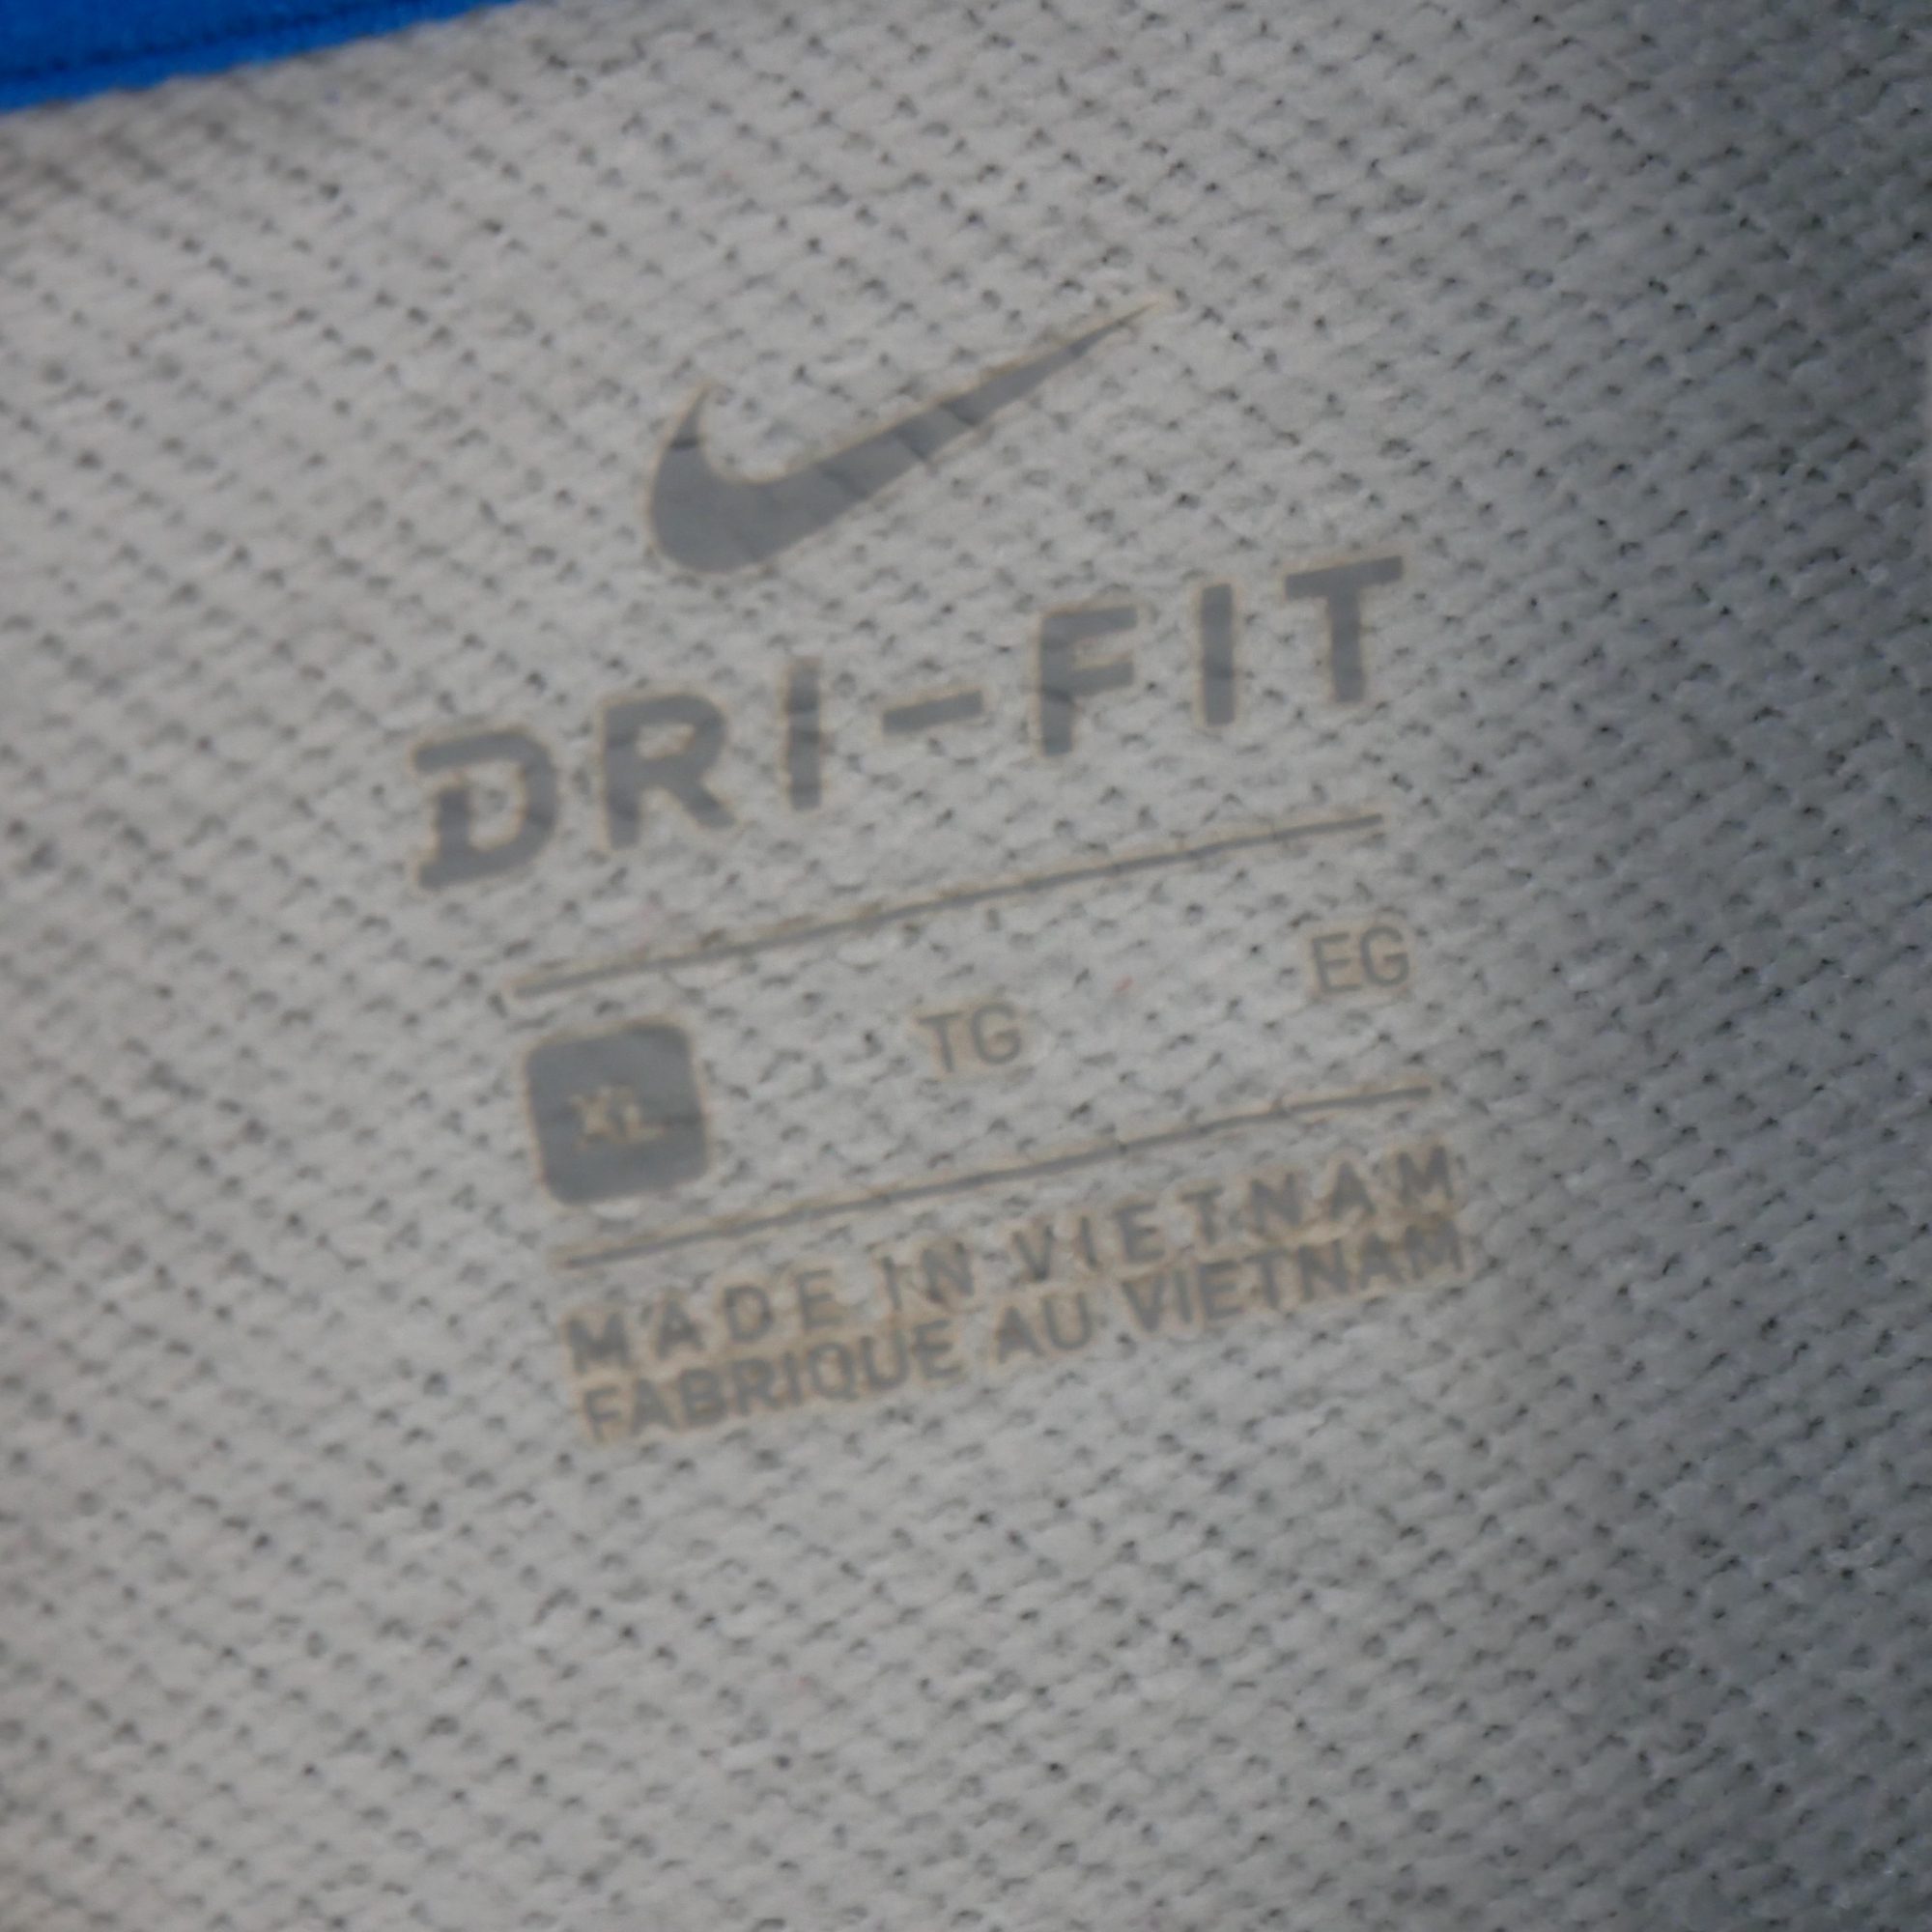 DRI-FIT
XL TG EG
MADE IN VIETNAM
FABRIQUE AU VIETNAM